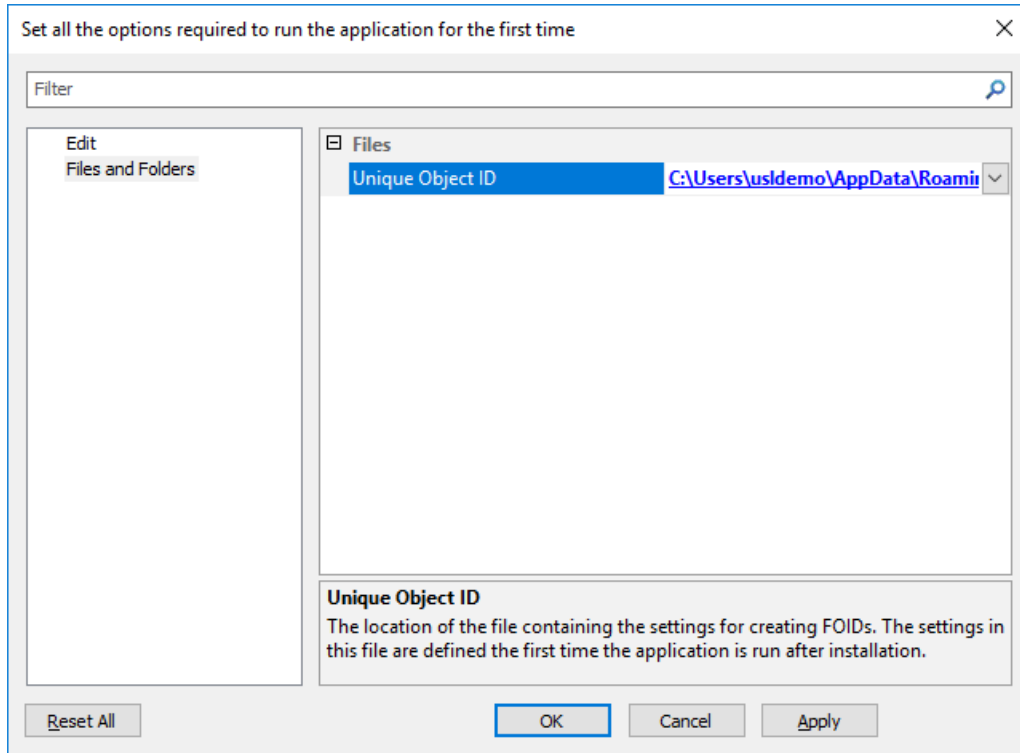 Set all the options required to run the application for the first time
Filter
Edit
Files and Folders
Files
Unique Object ID
C:\Users\usldemo\AppData\Roamin
Unique Object ID
The location of the file containing the settings for creating FOIDs. The settings in
this file are defined the first time the application is run after installation.
Reset All
OK
Cancel
Apply